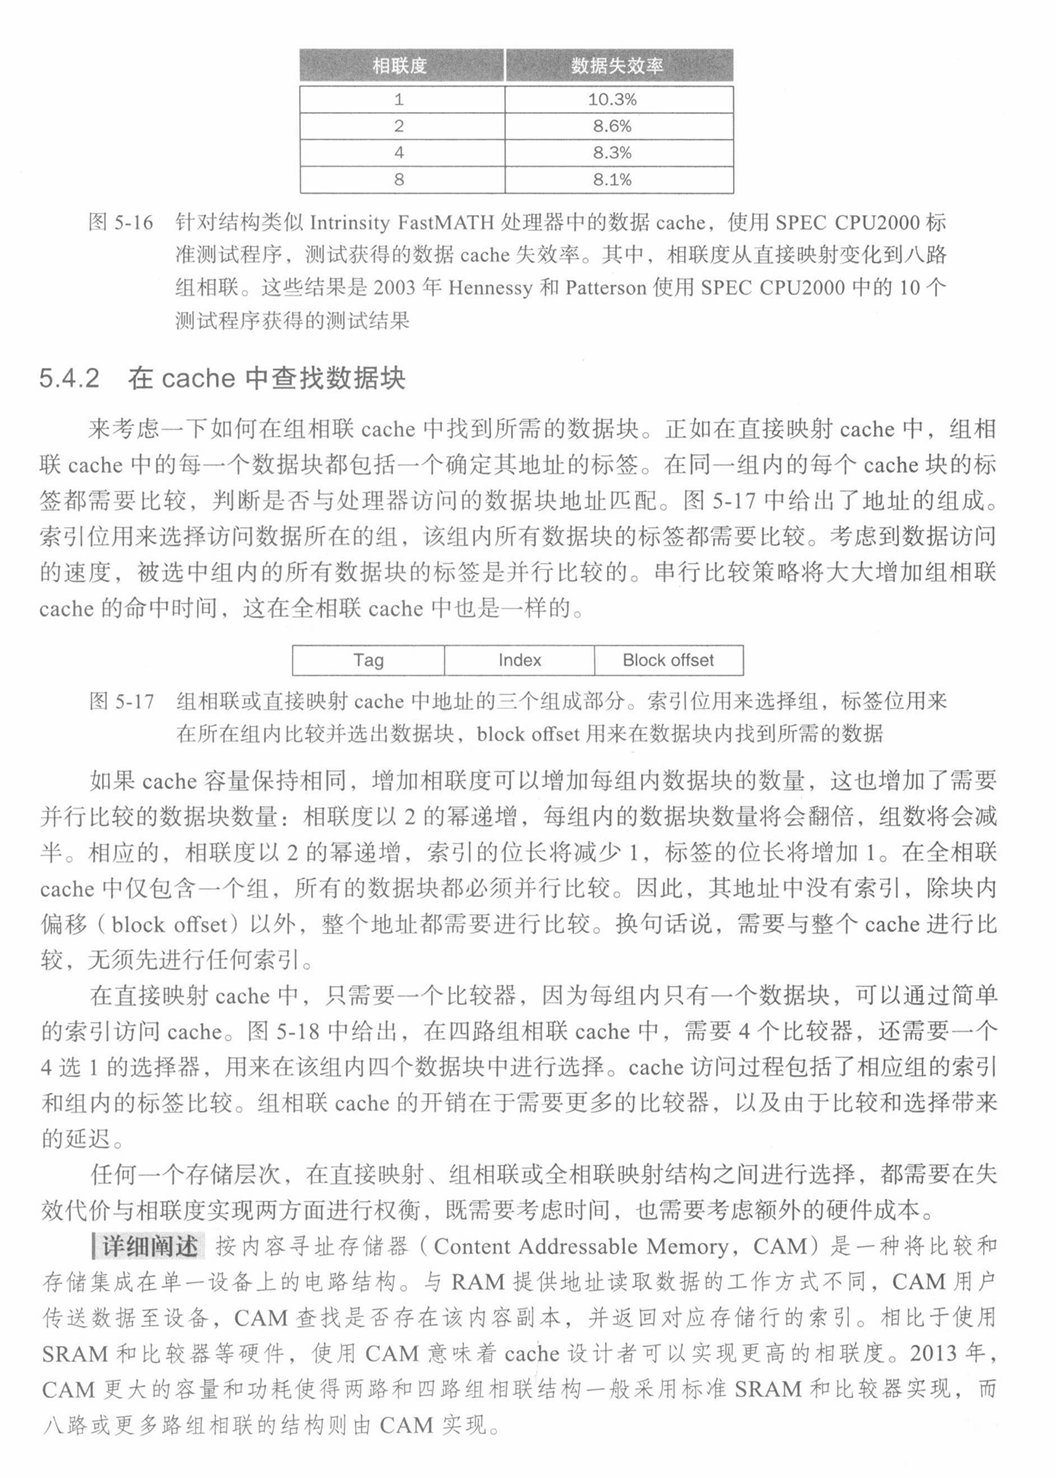 相联度 数据失效率
1 10.3%
2 8.6%
4 8.3%
8 8.1%
图 5-16 针对结构类似 Intrinsity FastMATH 处理器中的数据 cache，使用 SPEC CPU2000 标
准测试程序，测试获得的数据 cache 失效率。其中，相联度从直接映射变化到八路
组相联。这些结果是 2003 年 Hennessy 和 Patterson 使用 SPEC CPU2000 中的 10 个
测试程序获得的测试结果
5.4.2 在 cache 中查找数据块
来考虑一下如何在组相联 cache 中找到所需的数据块。正如在直接映射 cache 中，组相
联 cache 中的每一个数据块都包括一个确定其地址的标签。在同一组内的每个 cache 块的标
签都需要比较，判断是否与处理器访问的数据块地址匹配。图 5-17 中给出了地址的组成。
索引位用来选择访问数据所在的组，该组内所有数据块的标签都需要比较。考虑到数据访问
的速度，被选中组内的所有数据块的标签是并行比较的。串行比较策略将大大增加组相联
cache 的命中时间，这在全相联 cache 中也是一样的。
Tag Index Block offset
图 5-17 组相联或直接映射 cache 中地址的三个组成部分。索引位用来选择组，标签位用来
在所在组内比较并选出数据块，block offset 用来在数据块内找到所需的数据
如果 cache 容量保持相同，增加相联度可以增加每组内数据块的数量，这也增加了需要
并行比较的数据块数量：相联度以 2 的幂递增，每组内的数据块数量将会翻倍，组数将会减
半。相应的，相联度以 2 的幂递增，索引的位长将减少 1，标签的位长将增加 1。在全相联
cache 中仅包含一个组，所有的数据块都必须并行比较。因此，其地址中没有索引，除块内
偏移（block offset）以外，整个地址都需要进行比较。换句话说，需要与整个 cache 进行比
较，无须先进行任何索引。
在直接映射 cache 中，只需要一个比较器，因为每组内只有一个数据块，可以通过简单
的索引访问 cache。图 5-18 中给出，在四路组相联 cache 中，需要 4 个比较器，还需要一个
4 选 1 的选择器，用来在该组内四个数据块中进行选择。cache 访问过程包括了相应组的索引
和组内的标签比较。组相联 cache 的开销在于需要更多的比较器，以及由于比较和选择带来
的延迟。
任何一个存储层次，在直接映射、组相联或全相联映射结构之间进行选择，都需要在失
效代价与相联度实现两方面进行权衡，既需要考虑时间，也需要考虑额外的硬件成本。
详细阐述 按内容寻址存储器（Content Addressable Memory，CAM）是一种将比较和
存储集成在单一设备上的电路结构。与 RAM 提供地址读取数据的工作方式不同，CAM 用户
传送数据至设备，CAM 查找是否存在该内容副本，并返回对应存储行的索引。相比于使用
SRAM 和比较器等硬件，使用 CAM 意味着 cache 设计者可以实现更高的相联度。2013 年，
CAM 更大的容量和功耗使得两路和四路组相联结构一般采用标准 SRAM 和比较器实现，而
八路或更多路组相联的结构则由 CAM 实现。